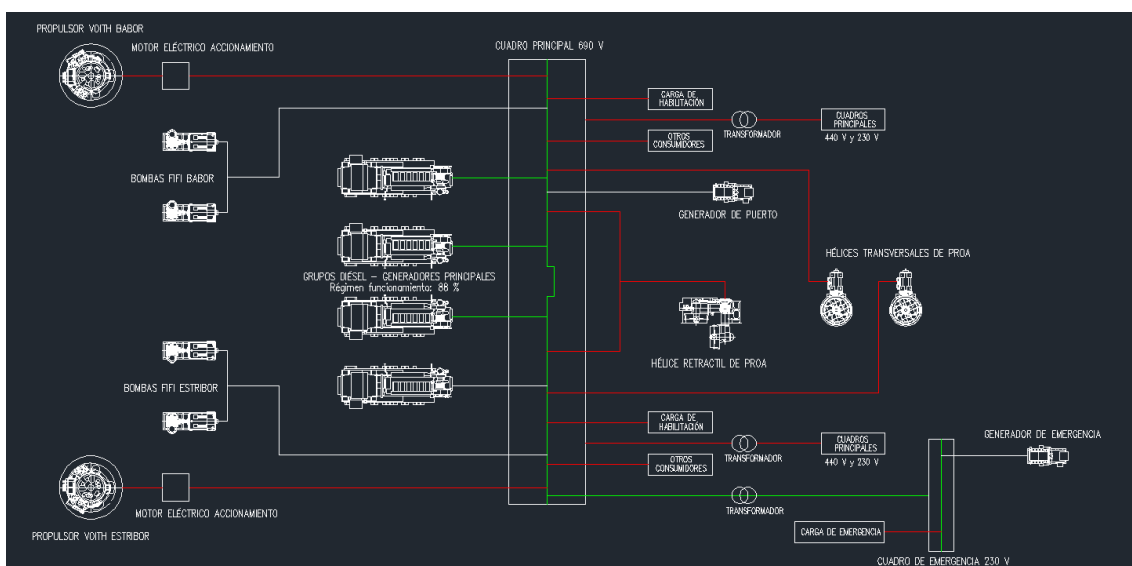 PROPULSOR VOITH BABOR
MOTOR ELÉCTRICO ACCIONAMIENTO
CUADRO PRINCIPAL 690 V
CARGA DE
HABILITACIÓN
CUADROS
PRINCIPALES
TRANSFORMADOR
440 V y 230 V
OTROS
CONSUMIDORES
BOMBAS FIFI BABOR
GENERADOR DE PUERTO
HÉLICES TRANSVERSALES DE PROA
GRUPOS DIÉSEL – GENERADORES PRINCIPALES
Régimen funcionamiento: 88 %
HÉLICE RETRACTIL DE PROA
BOMBAS FIFI ESTRIBOR
CARGA DE
HABILITACIÓN
CUADROS
PRINCIPALES
TRANSFORMADOR
440 V y 230 V
OTROS
CONSUMIDORES
GENERADOR DE EMERGENCIA
MOTOR ELÉCTRICO ACCIONAMIENTO
TRANSFORMADOR
PROPULSOR VOITH ESTRIBOR
CARGA DE EMERGENCIA
CUADRO DE EMERGENCIA 230 V